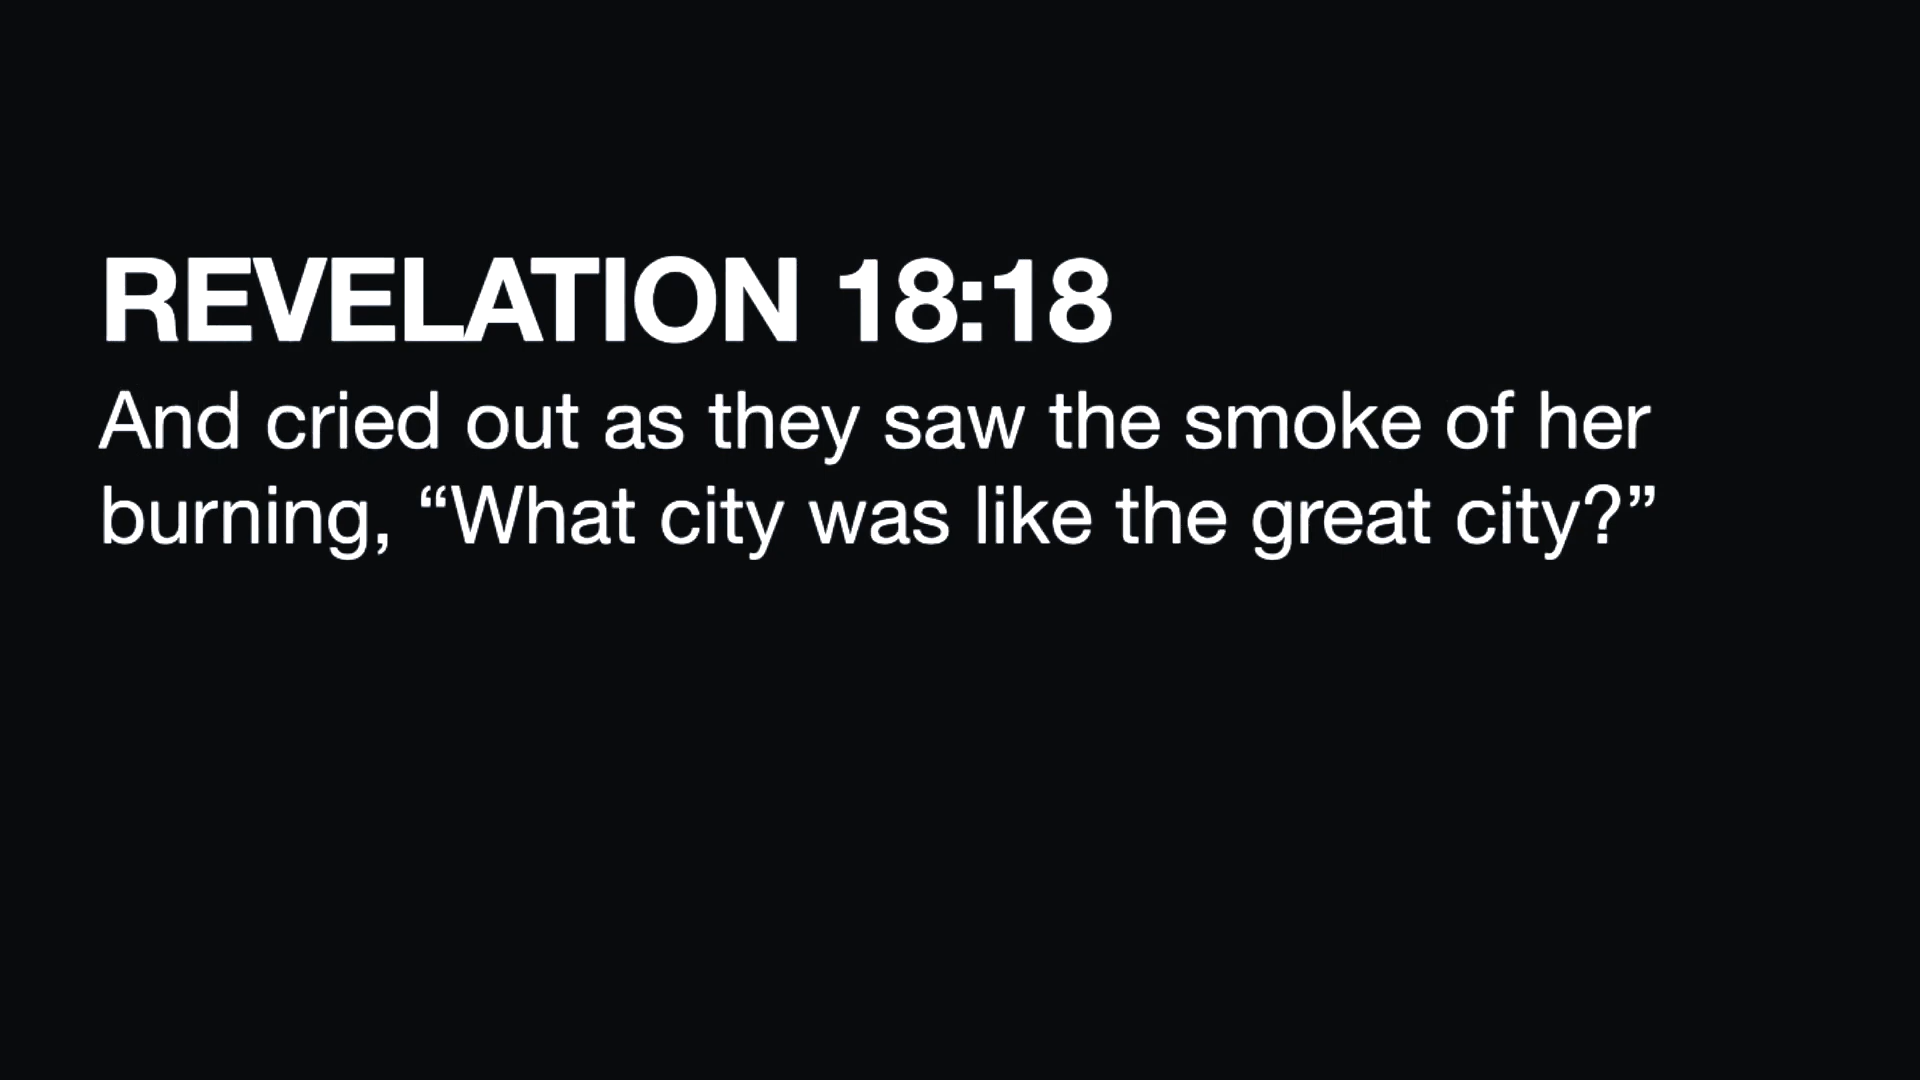 REVELATION 18:18
And cried out as they saw the smoke of her
burning, “What city was like the great city?”